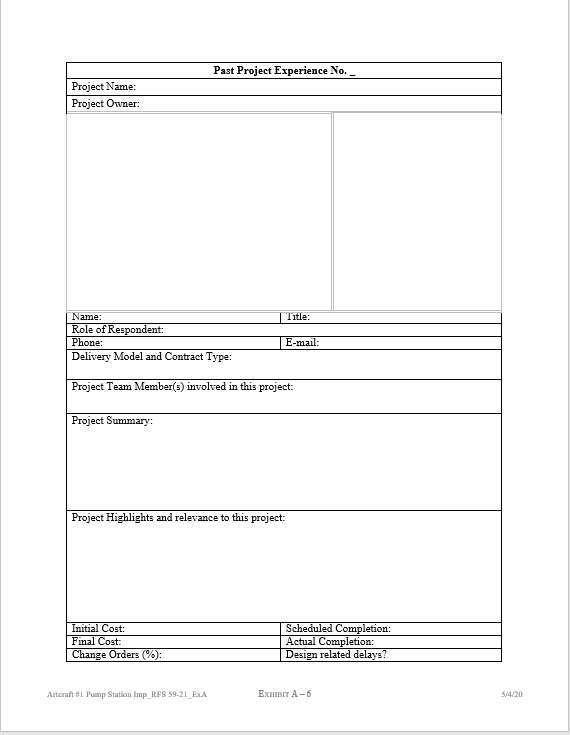 Past Project Experience No. _
Project Name:
Project Owner:
Name: Title:
Role of Respondent:
Phone: E-mail:
Delivery Model and Contract Type:
Project Team Member(s) involved in this project:
Project Summary:
Project Highlights and relevance to this project:
Initial Cost: Scheduled Completion:
Final Cost: Actual Completion:
Change Orders (%): Design related delays?
Artcraft #1 Pump Station Imp_RFS 59-21_ExA EXHIBIT A – 6 5/4/20